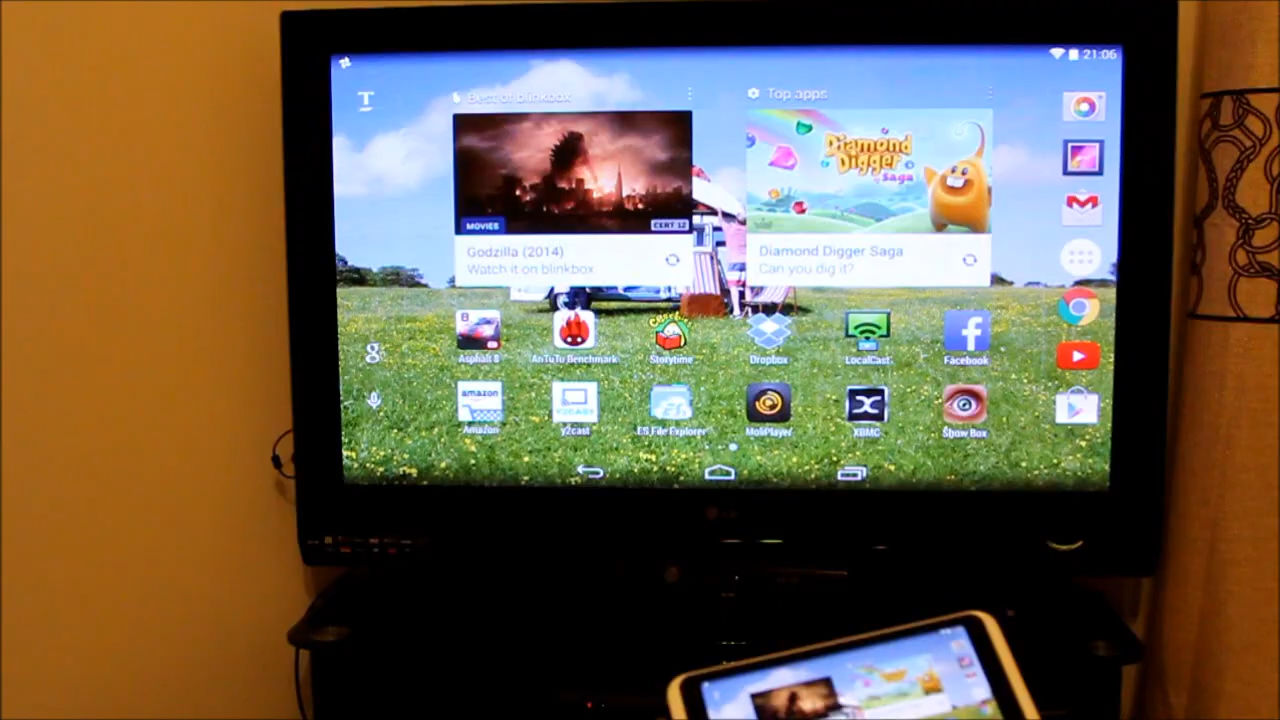 21:06
T
Best of blinkbox
Top apps
Diamond
Digger
Saga
MOVIES
CERT 12
Godzilla (2014)
Watch it on blinkbox
Diamond Digger Saga
Can you dig it?
g
Asphalt 8
AnTuTu Benchmark
Storytime
Dropbox
LocalCast
Facebook
amazon
Y2CAST
Amazon
y2cast
ES File Explorer
MoliPlayer
XBMC
Show Box